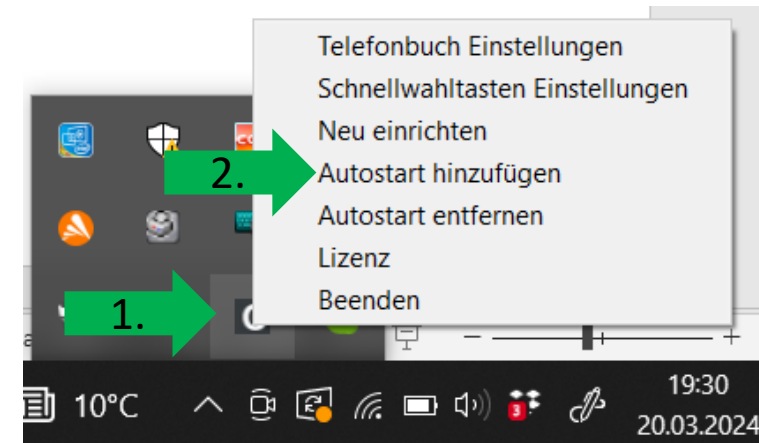 Telefonbuch Einstellungen
Schnellwahltasten Einstellungen
Neu einrichten
2.
Autostart hinzufügen
Autostart entfernen
Lizenz
1.
Beenden
10°C
3
19:30
20.03.2024